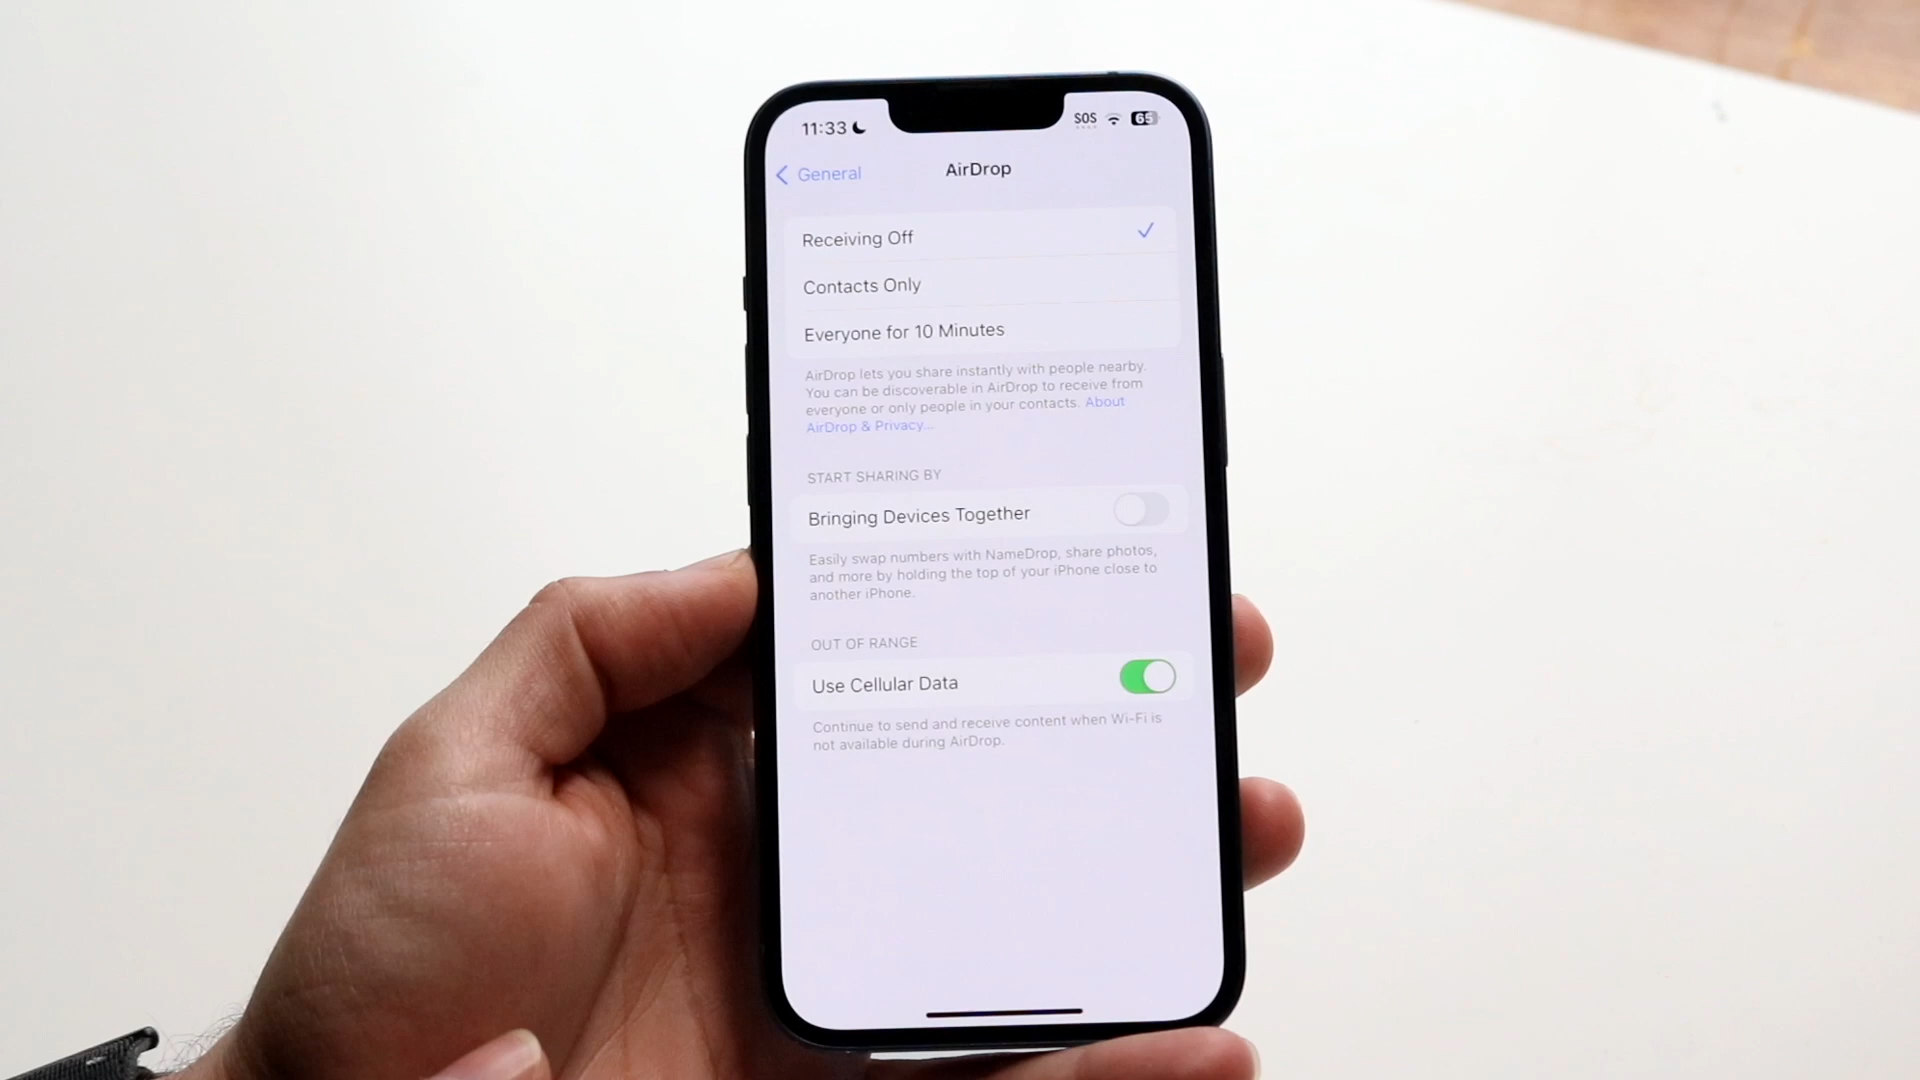 11:33
SOS 65
General
AirDrop
Receiving Off
Contacts Only
Everyone for 10 Minutes
AirDrop lets you share instantly with people nearby.
You can be discoverable in AirDrop to receive from
everyone or only people in your contacts. About
AirDrop & Privacy...
START SHARING BY
Bringing Devices Together
Easily swap numbers with NameDrop, share photos,
and more by holding the top of your iPhone close to
another iPhone.
OUT OF RANGE
Use Cellular Data
Continue to send and receive content when Wi-Fi is
not available during AirDrop.